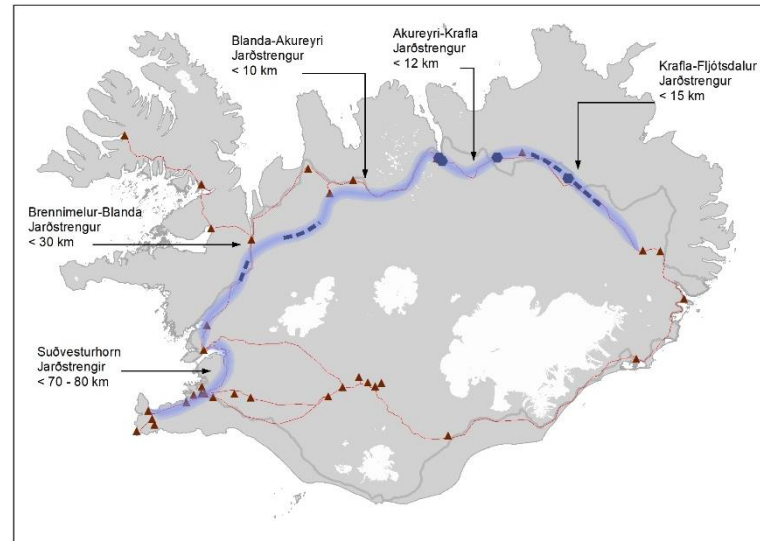 Blanda-Akureyri
Jarðstrengur
< 10 km
Akureyri-Krafla
Jarðstrengur
< 12 km
Krafla-Fljótsdalur
Jarðstrengur
< 15 km
Brennimelur-Blanda
Jarðstrengur
< 30 km
Suðvesturhorn
Jarðstrengir
< 70 - 80 km